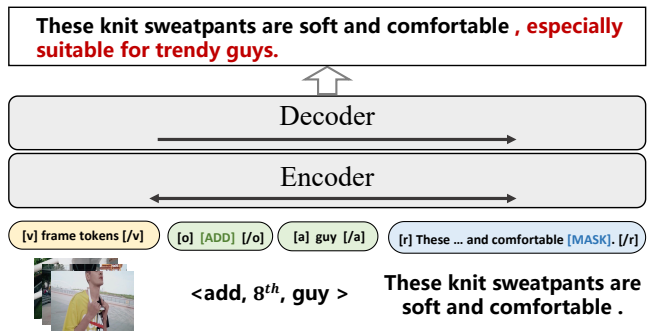 These knit sweatpants are soft and comfortable , especially
suitable for trendy guys.
Decoder
Encoder
[v] frame tokens [/v] [o] [ADD] [/o] [a] guy [/a] [r] These ... and comfortable [MASK]. [/r]
<add, 8th, guy > These knit sweatpants are
soft and comfortable .